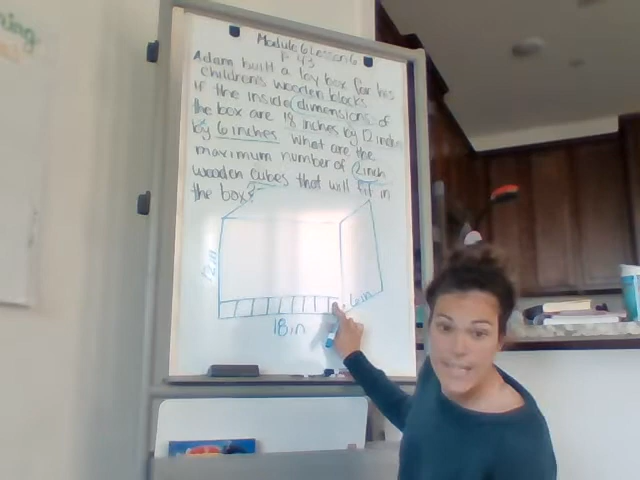 Module 6 Lesson 6
P 43
Adam built a toy box for his
children's wooden blocks
if the inside dimensions of
the box are 18 inches by 12 inch
by 6 inches What are the
maximum number of 2 inch
wooden cubes that will fit in
the box?
12 in
6 in
18 in